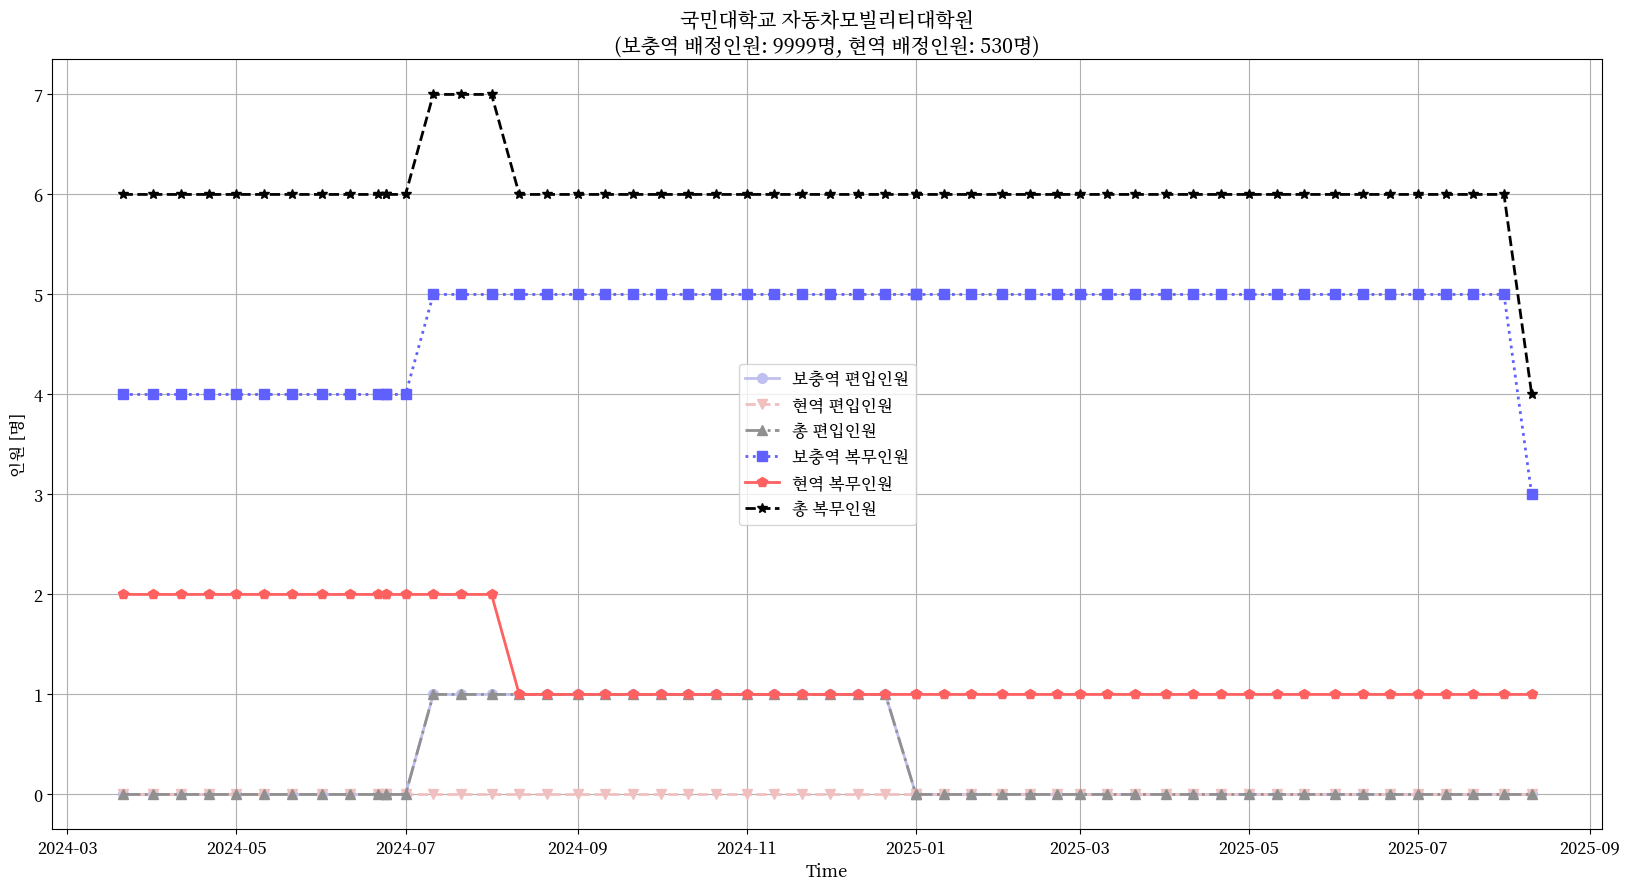 국민대학교 자동차모빌리티대학원
(보충역 배정인원: 9999명, 현역 배정인원: 530명)
인원 [명]
7
6
5
4
3
2
1
0
보충역 편입인원
현역 편입인원
총 편입인원
보충역 복무인원
현역 복무인원
총 복무인원
2024-03 2024-05 2024-07 2024-09 2024-11 2025-01 2025-03 2025-05 2025-07 2025-09
Time